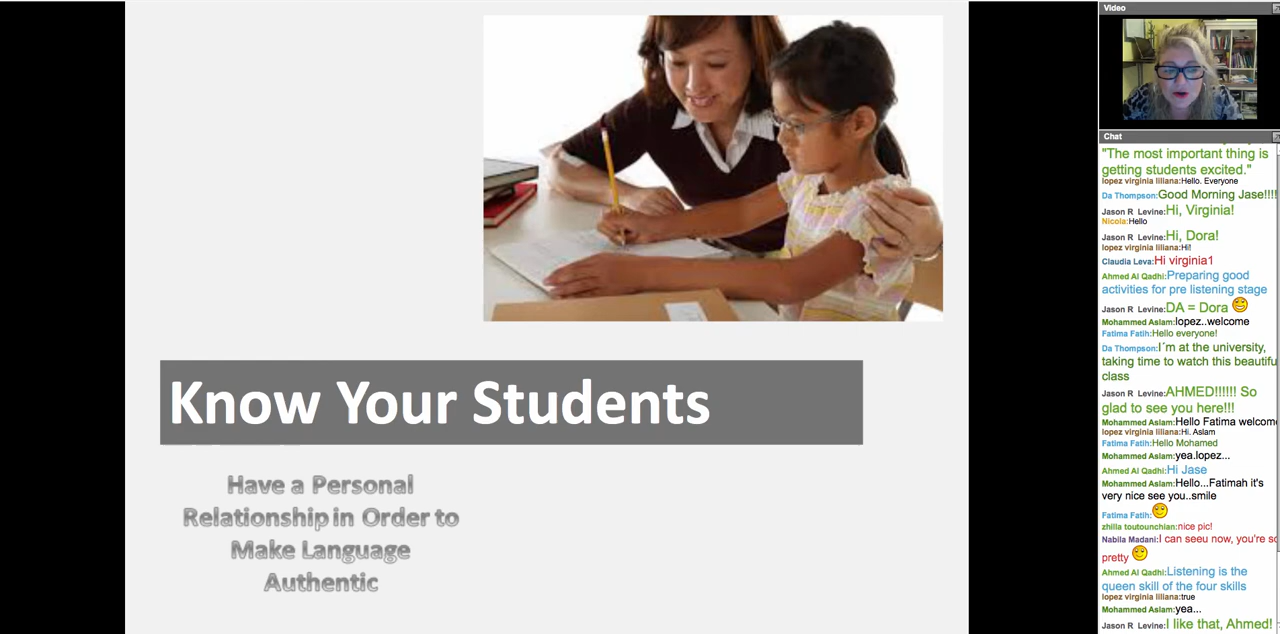 Know Your Students
Have a Personal
Relationship in Order to
Make Language
Authentic
Video
Chat
"The most important thing is
getting students excited."
lopez virginia liliana:Hello. Everyone
Da Thompson:Good Morning Jase!!!!
Jason R Levine:Hi, Virginia!
Nicola:Hello
Jason R Levine:Hi, Dora!
lopez virginia liliana:Hi!
Claudia Leva:Hi virginia1
Ahmed Al Qadhi:Preparing good
activities for pre listening stage
Jason R Levine:DA = Dora
Mohammed Aslam:lopez..welcome
Fatima Fatih:Hello everyone!
Da Thompson:I´m at the university,
taking time to watch this beautifu
class
Jason R Levine:AHMED!!!!!! So
glad to see you here!!!
Mohammed Aslam:Hello Fatima welcom
lopez virginia liliana:Hi. Aslam
Fatima Fatih:Hello Mohamed
Mohammed Aslam:yea.lopez...
Ahmed Al Qadhi:Hi Jase
Mohammed Aslam:Hello...Fatimah it's
very nice see you..smile
Fatima Fatih:
zhilla toutounchian:nice pic!
Nabila Madani:I can seeu now, you're so
pretty
Ahmed Al Qadhi:Listening is the
queen skill of the four skills
lopez virginia liliana:true
Mohammed Aslam:yea...
Jason R Levine:I like that, Ahmed!